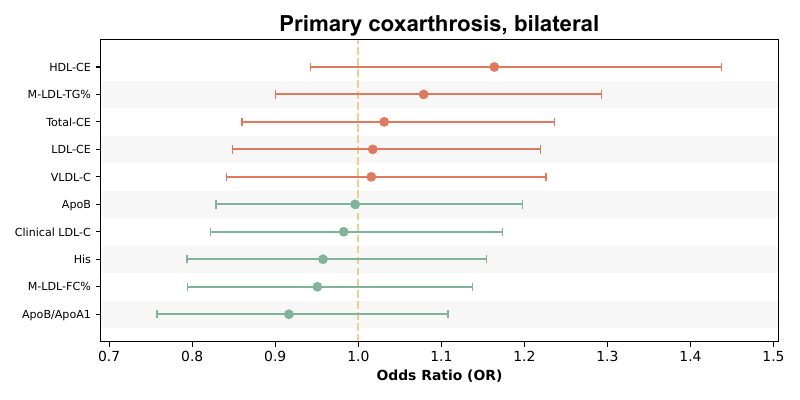 Primary coxarthrosis, bilateral
HDL-CE
M-LDL-TG%
Total-CE
LDL-CE
VLDL-C
ApoB
Clinical LDL-C
His
M-LDL-FC%
ApoB/ApoA1
0.7 0.8 0.9 1.0 1.1 1.2 1.3 1.4 1.5
Odds Ratio (OR)